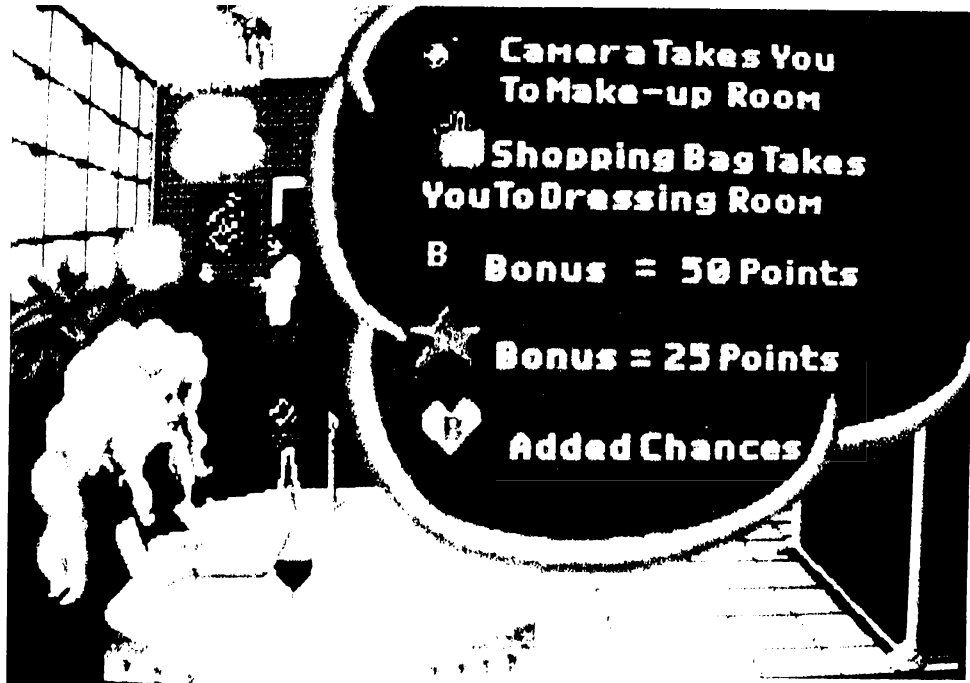 Camera Takes You
To Make-up Room
Shopping Bag Takes
You To Dressing Room
B Bonus = 50 Points
Bonus = 25 Points
B Added Chances